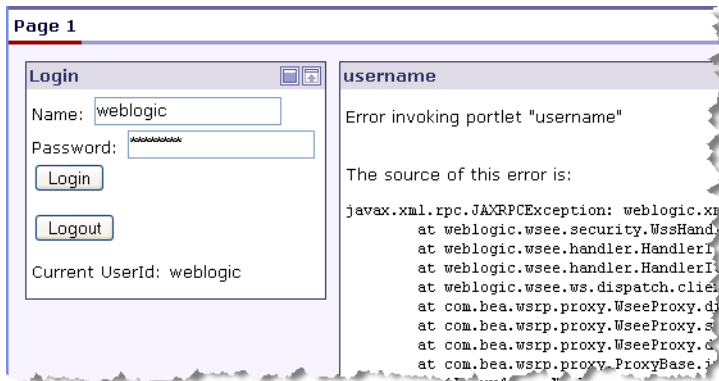 Page 1
Login
Name: weblogic
Password: *********
Login
Logout
Current UserId: weblogic
username
Error invoking portlet "username"
The source of this error is:
javax.xml.rpc.JAXRPCException:
at weblogic.wsee.security.WssHand
at weblogic.wsee.handler.HandlerI
at weblogic.wsee.handler.HandlerI
at weblogic.wsee.ws.dispatch.clie
at com.bea.wsrp.proxy.WseeProxy.d
at com.bea.wsrp.proxy.WseeProxy.s
at com.bea.wsrp.proxy.WseeProxy.d
at com.bea.wsrp.proxy.ProxyBase.i